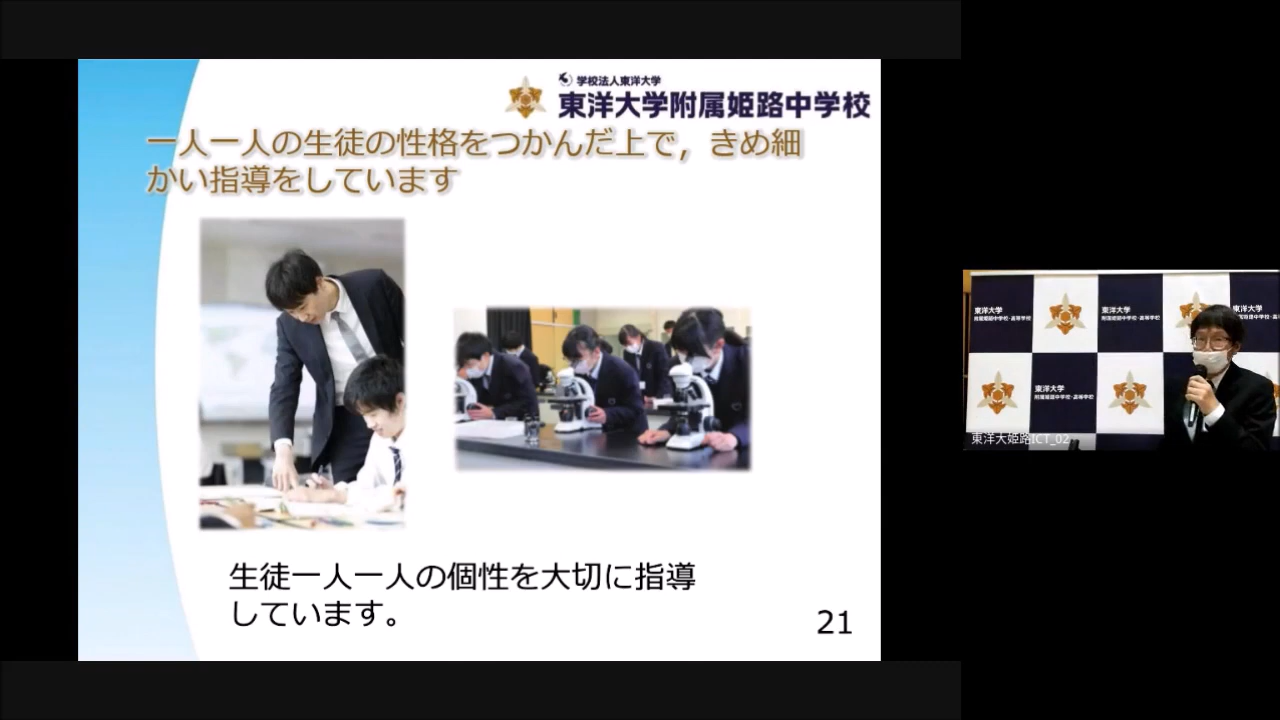 学校法人東洋大学
東洋大学附属姫路中学校
一人一人の生徒の性格をつかんだ上で，きめ細
かい指導をしています
生徒一人一人の個性を大切に指導
しています。
21
東洋大学
附属姫路中学校・高等学校
東洋大学
附属姫路中学校・高等学校
東洋大学
東洋大学
附属姫路中学校・高等学校
東洋大姫路ICT_02